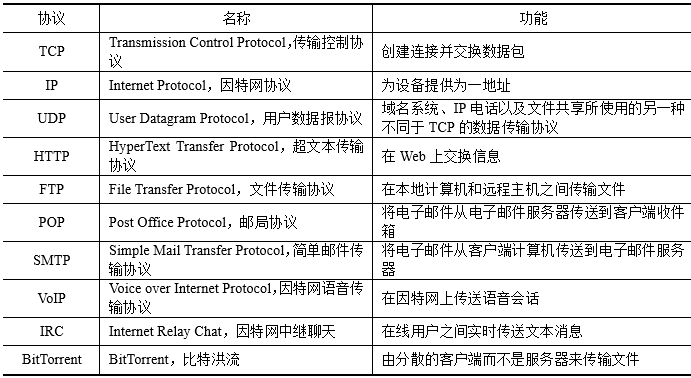 协议 名称 功能
TCP Transmission Control Protocol,传输控制协
议 创建连接并交换数据包
IP Internet Protocol，因特网协议 为设备提供为一地址
UDP User Datagram Protocol，用户数据报协议 域名系统、IP 电话以及文件共享所使用的另一种
不同于 TCP 的数据传输协议
HTTP HyperText Transfer Protocol，超文本传输
协议 在 Web 上交换信息
FTP File Transfer Protocol，文件传输协议 在本地计算机和远程主机之间传输文件
POP Post Office Protocol，邮局协议 将电子邮件从电子邮件服务器传送到客户端收件
箱
SMTP Simple Mail Transfer Protocol,简单邮件传
输协议 将电子邮件从客户端计算机传送到电子邮件服务
器
VoIP Voice over Internet Protocol,因特网语音传
输协议 在因特网上传送语音会话
IRC Internet Relay Chat，因特网中继聊天 在线用户之间实时传送文本消息
BitTorrent BitTorrent，比特洪流 由分散的客户端而不是服务器来传输文件